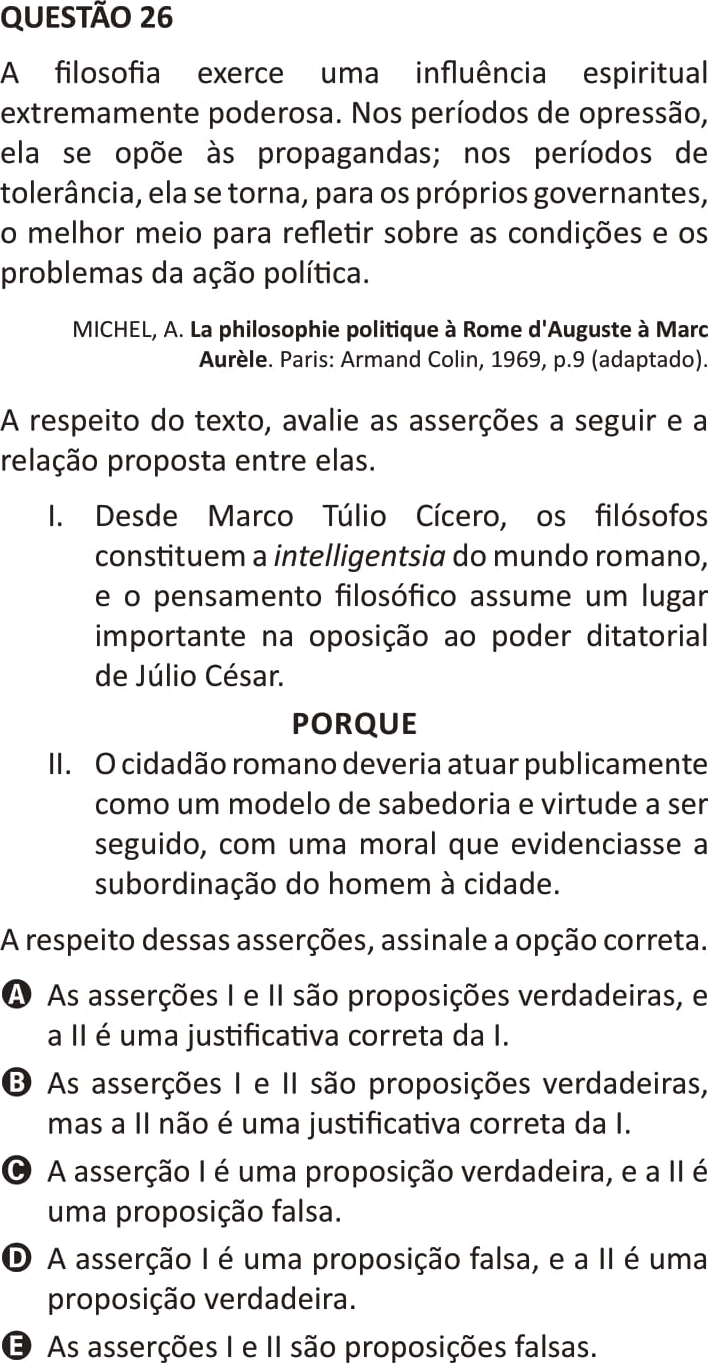 QUESTÃO 26
A filosofia exerce uma influência espiritual
extremamente poderosa. Nos períodos de opressão,
ela se opõe às propagandas; nos períodos de
tolerância, ela se torna, para os próprios governantes,
o melhor meio para refletir sobre as condições e os
problemas da ação política.
MICHEL, A. La philosophie politique à Rome d'Auguste à Marc
Aurèle. Paris: Armand Colin, 1969, p.9 (adaptado).
A respeito do texto, avalie as asserções a seguir e a
relação proposta entre elas.
I. Desde Marco Túlio Cícero, os filósofos
constituem a intelligentsia do mundo romano,
e o pensamento filosófico assume um lugar
importante na oposição ao poder ditatorial
de Júlio César.
PORQUE
II. O cidadão romano deveria atuar publicamente
como um modelo de sabedoria e virtude a ser
seguido, com uma moral que evidenciasse a
subordinação do homem à cidade.
A respeito dessas asserções, assinale a opção correta.
A As asserções I e II são proposições verdadeiras, e
a II é uma justificativa correta da I.
B As asserções I e II são proposições verdadeiras,
mas a II não é uma justificativa correta da I.
C A asserção I é uma proposição verdadeira, e a II é
uma proposição falsa.
D A asserção I é uma proposição falsa, e a II é uma
proposição verdadeira.
E As asserções I e II são proposições falsas.